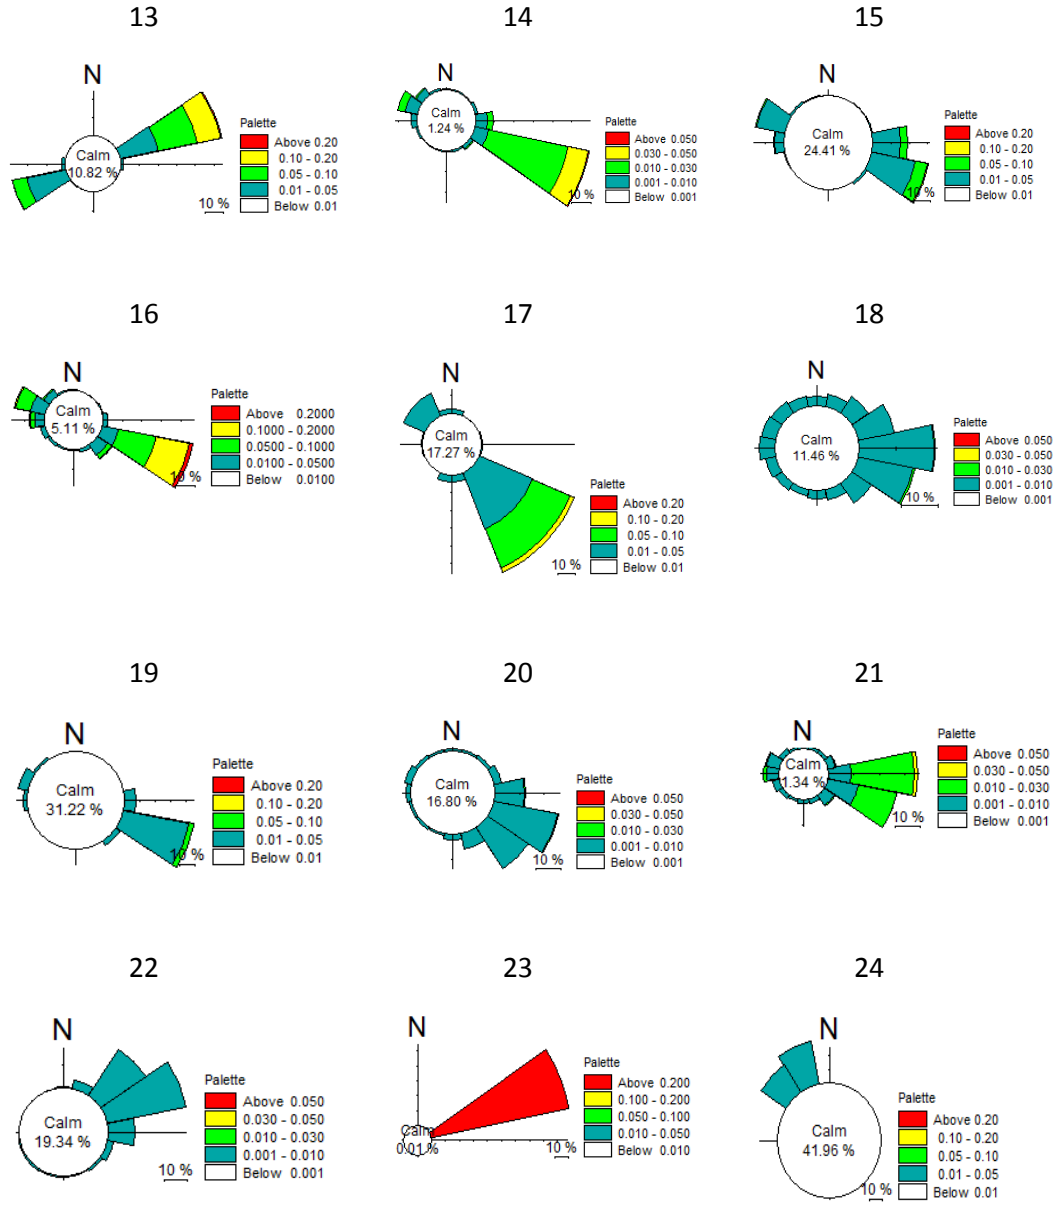 13
N
Calm
10.82 %
10 %
Palette
Above 0.20
0.10 - 0.20
0.05 - 0.10
0.01 - 0.05
Below 0.01
14
N
Calm
1.24 %
10 %
Palette
Above 0.050
0.030 - 0.050
0.010 - 0.030
0.001 - 0.010
Below 0.001
15
N
Calm
24.41 %
10 %
Palette
Above 0.20
0.10 - 0.20
0.05 - 0.10
0.01 - 0.05
Below 0.01
16
N
Calm
5.11 %
10 %
Palette
Above 0.2000
0.1000 - 0.2000
0.0500 - 0.1000
0.0100 - 0.0500
Below 0.0100
17
N
Calm
17.27 %
10 %
Palette
Above 0.20
0.10 - 0.20
0.05 - 0.10
0.01 - 0.05
Below 0.01
18
N
Calm
11.46 %
10 %
Palette
Above 0.050
0.030 - 0.050
0.010 - 0.030
0.001 - 0.010
Below 0.001
19
N
Calm
31.22 %
10 %
Palette
Above 0.20
0.10 - 0.20
0.05 - 0.10
0.01 - 0.05
Below 0.01
20
N
Calm
16.80 %
10 %
Palette
Above 0.050
0.030 - 0.050
0.010 - 0.030
0.001 - 0.010
Below 0.001
21
N
Calm
1.34 %
10 %
Palette
Above 0.050
0.030 - 0.050
0.010 - 0.030
0.001 - 0.010
Below 0.001
22
N
Calm
19.34 %
10 %
Palette
Above 0.050
0.030 - 0.050
0.010 - 0.030
0.001 - 0.010
Below 0.001
23
N
Calm
0.01 %
10 %
Palette
Above 0.200
0.100 - 0.200
0.050 - 0.100
0.010 - 0.050
Below 0.010
24
N
Calm
41.96 %
10 %
Palette
Above 0.20
0.10 - 0.20
0.05 - 0.10
0.01 - 0.05
Below 0.01